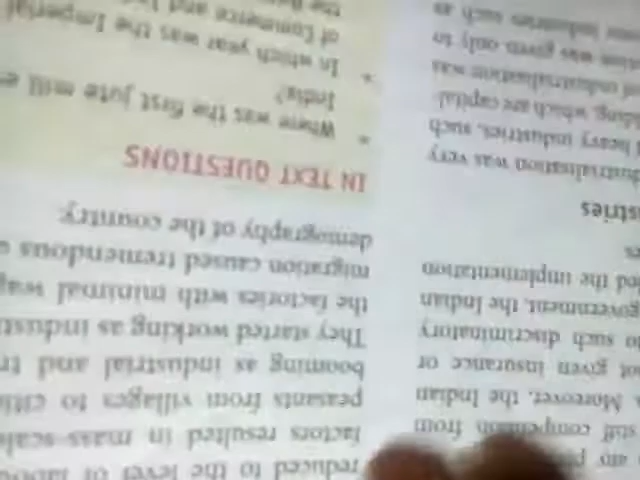 stiff competition from
Moreover, the Indian
not given insurance or
to such discriminatory
government, the Indian
the implementation
stries
dustrialisation was very
heavy industries, such
lding, which are capital
of industrialisation was
was given only to
industries such as
reduced to the level of
factors resulted in mass-scale
peasants from villages to citi
booming as industrial and tr
They started working as indust
the factories with minimal wag
migration caused tremendous
demography of the country.
IN TEXT QUESTIONS
• Where was the first jute mill e
India?
• In which year was the Imperial
of Commerce and
the